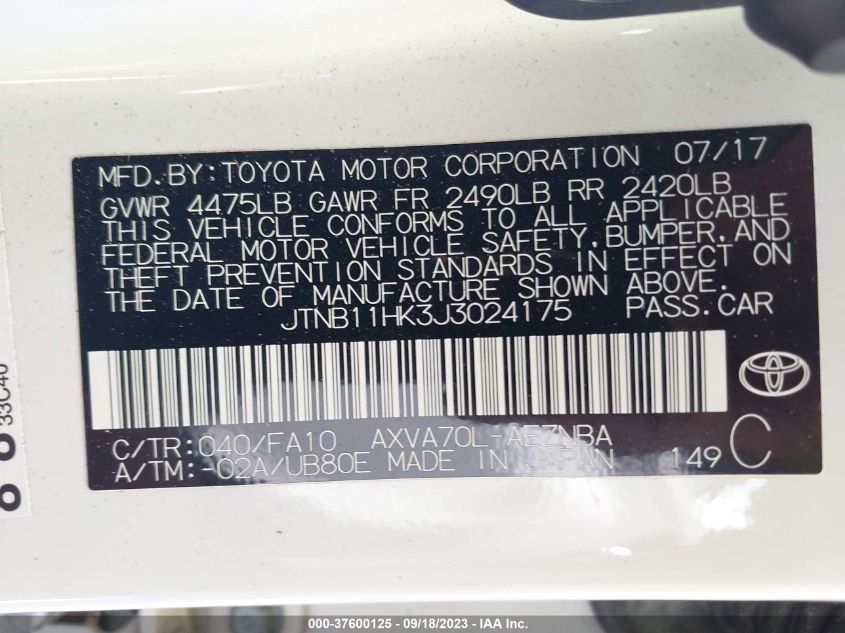 MFD.BY:TOYOTA MOTOR CORPORATION 07/17
GVWR 4475LB GAWR FR 2490LB RR 2420LB
THIS VEHICLE CONFORMS TO ALL APPLICABLE
FEDERAL MOTOR VEHICLE SAFETY,BUMPER,AND
THEFT PREVENTION STANDARDS IN EFFECT ON
THE DATE OF MANUFACTURE SHOWN ABOVE.
JTNB11HK3J3024175 PASS.CAR
C/TR:040/FA10 AXVA70L-AEZNBA
A/TM:-02A/UB80E MADE IN JAPAN 149 C
33C40
000-37600125 - 09/18/2023 - IAA Inc.